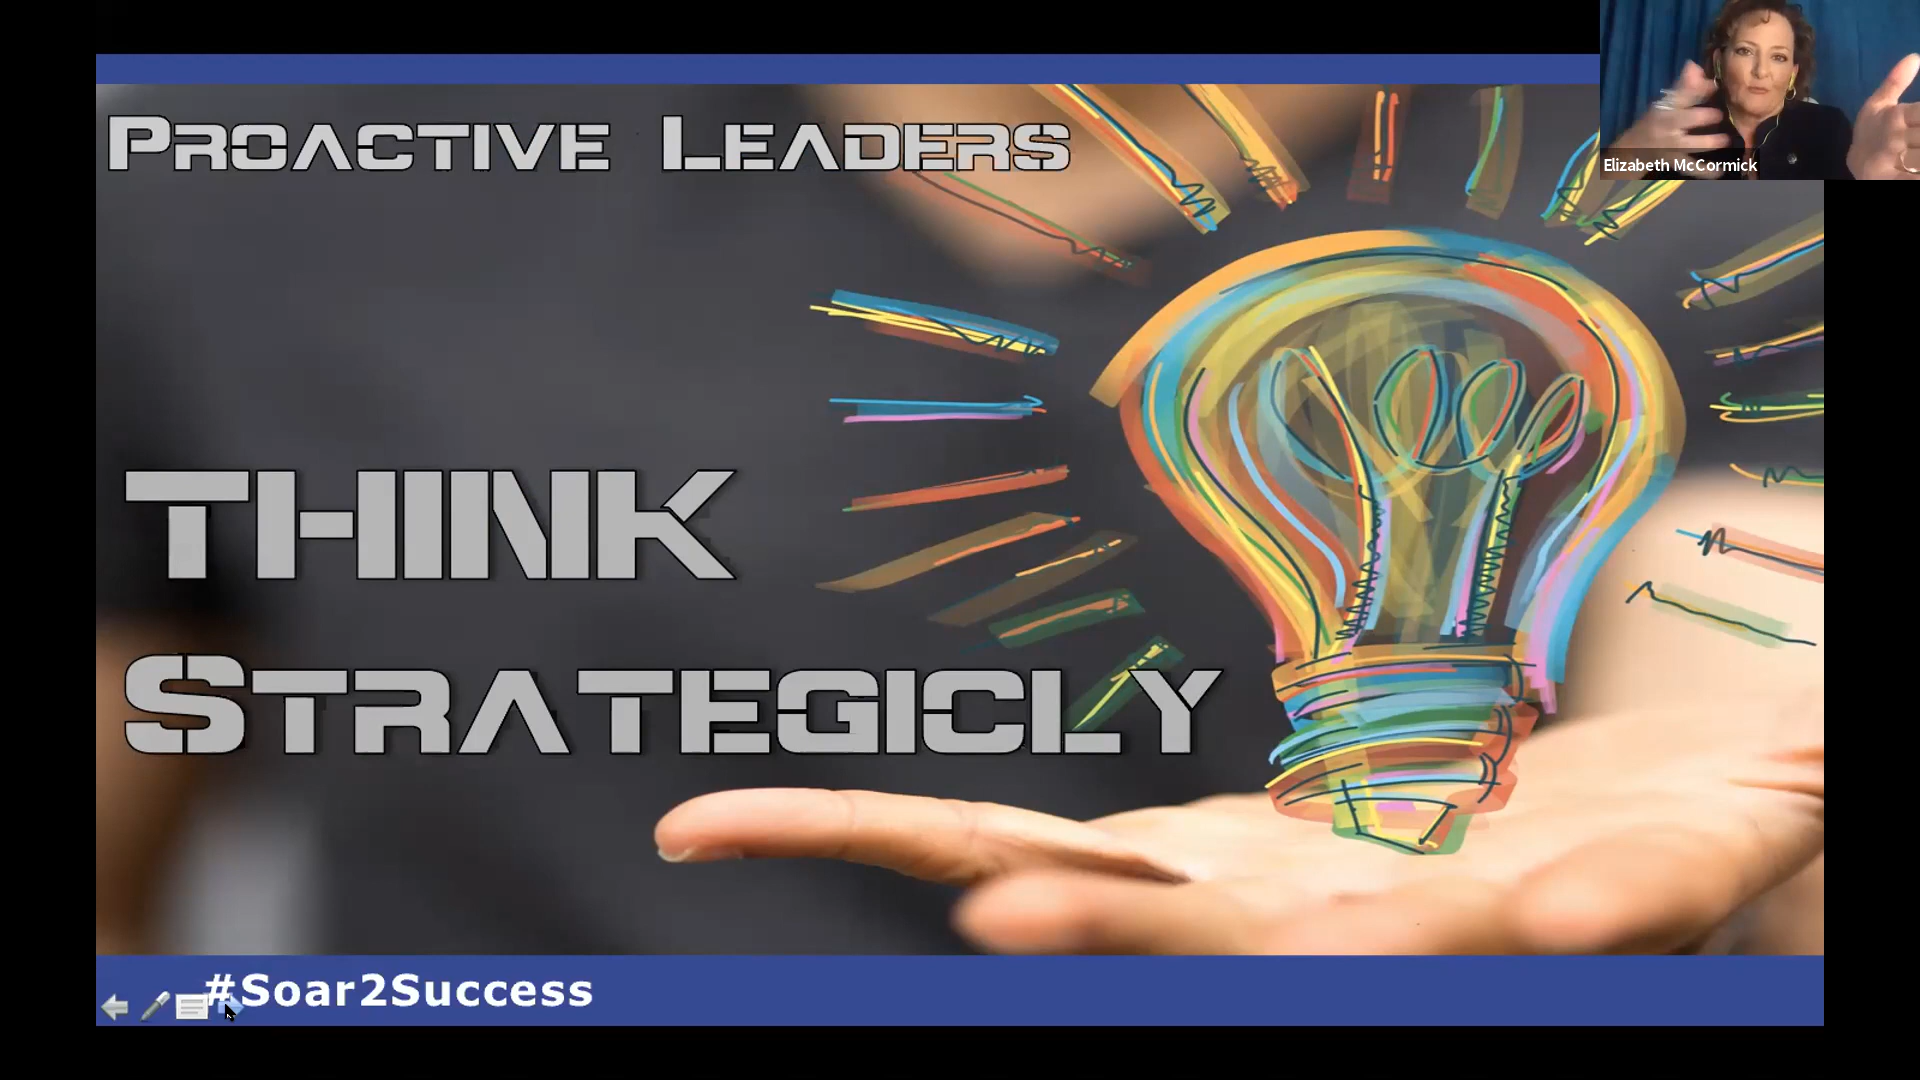 Elizabeth McCormick
PROACTIVE LEADERS
THINK
STRATEGICLY
#Soar2Success